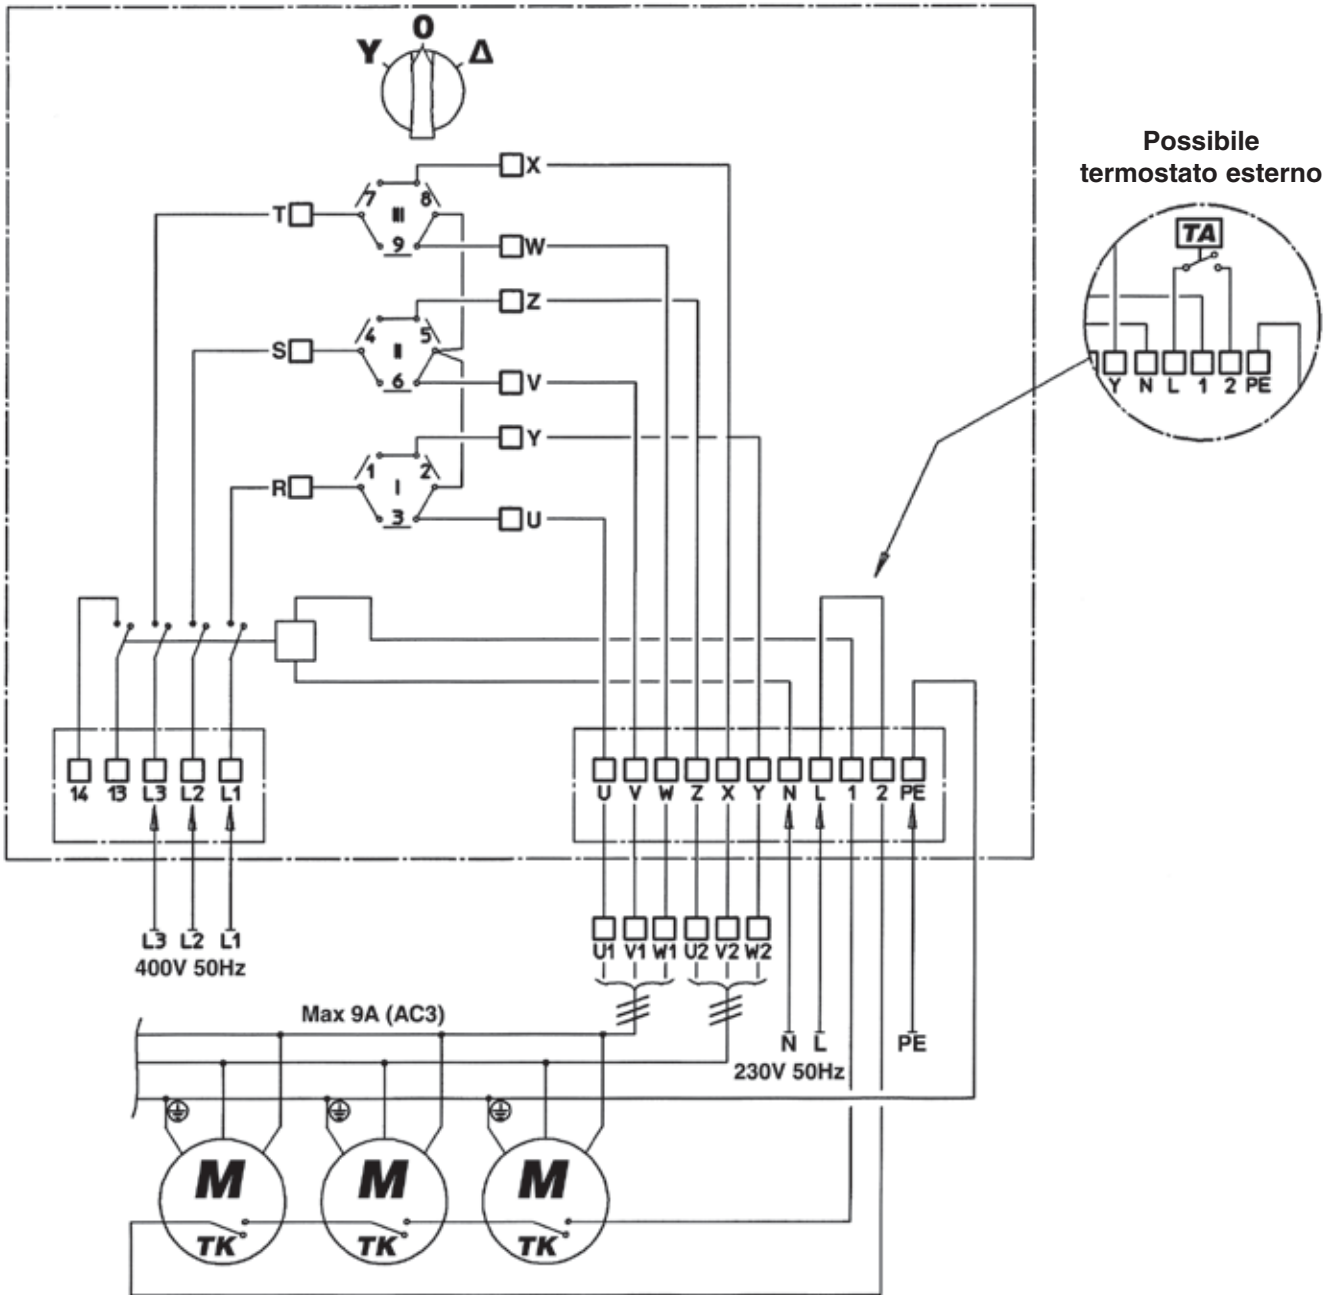 Y 0 Δ
X
7 8
III
T
9
W
Z
4 5
II
S
6
V
Y
1 2
I
R
3
U
Possibile
termostato esterno
TA
Y N L 1 2 PE
14 13 L3 L2 L1
U V W Z X Y N L 1 2 PE
L3 L2 L1
400V 50Hz
U1 V1 W1 U2 V2 W2
Max 9A (AC3)
N L PE
230V 50Hz
M M M
TK TK TK